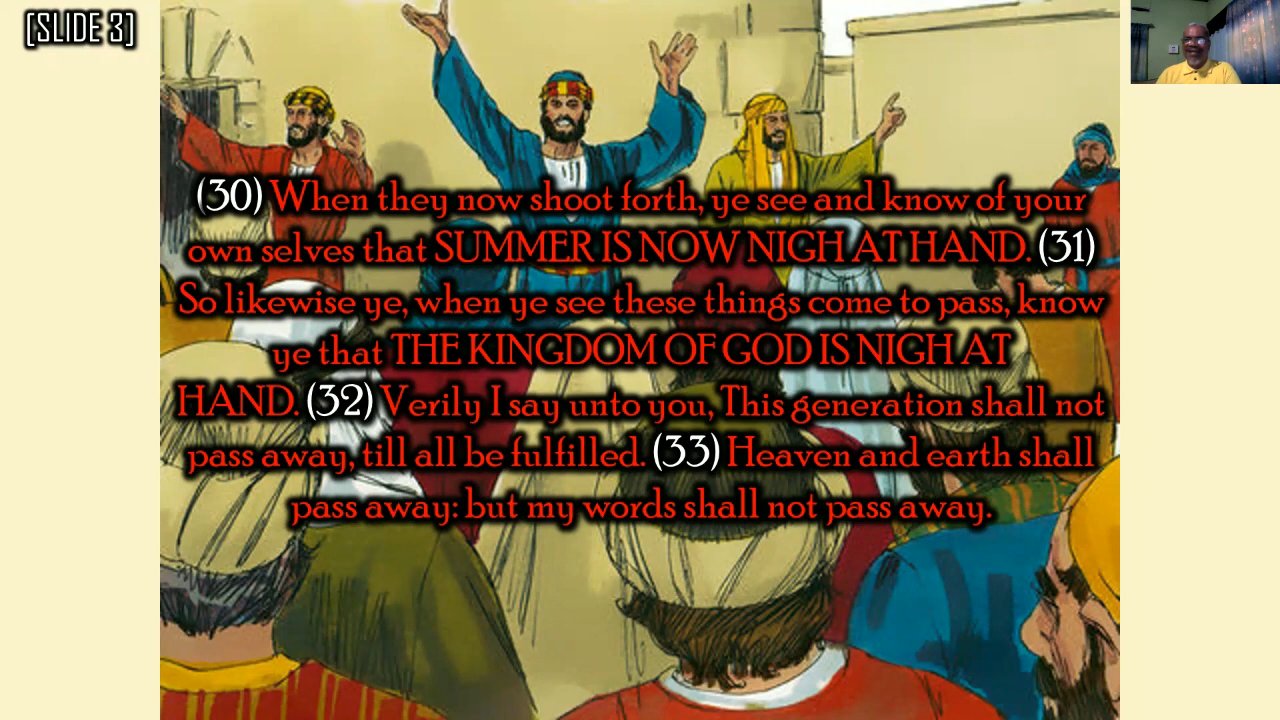 [SLIDE 3]
(30) When they now shoot forth, ye see and know of your
own selves that SUMMER IS NOW NIGH AT HAND. (31)
So likewise ye, when ye see these things come to pass, know
ye that THE KINGDOM OF GOD IS NIGH AT
HAND. (32) Verily I say unto you, This generation shall not
pass away, till all be fulfilled. (33) Heaven and earth shall
pass away: but my words shall not pass away.